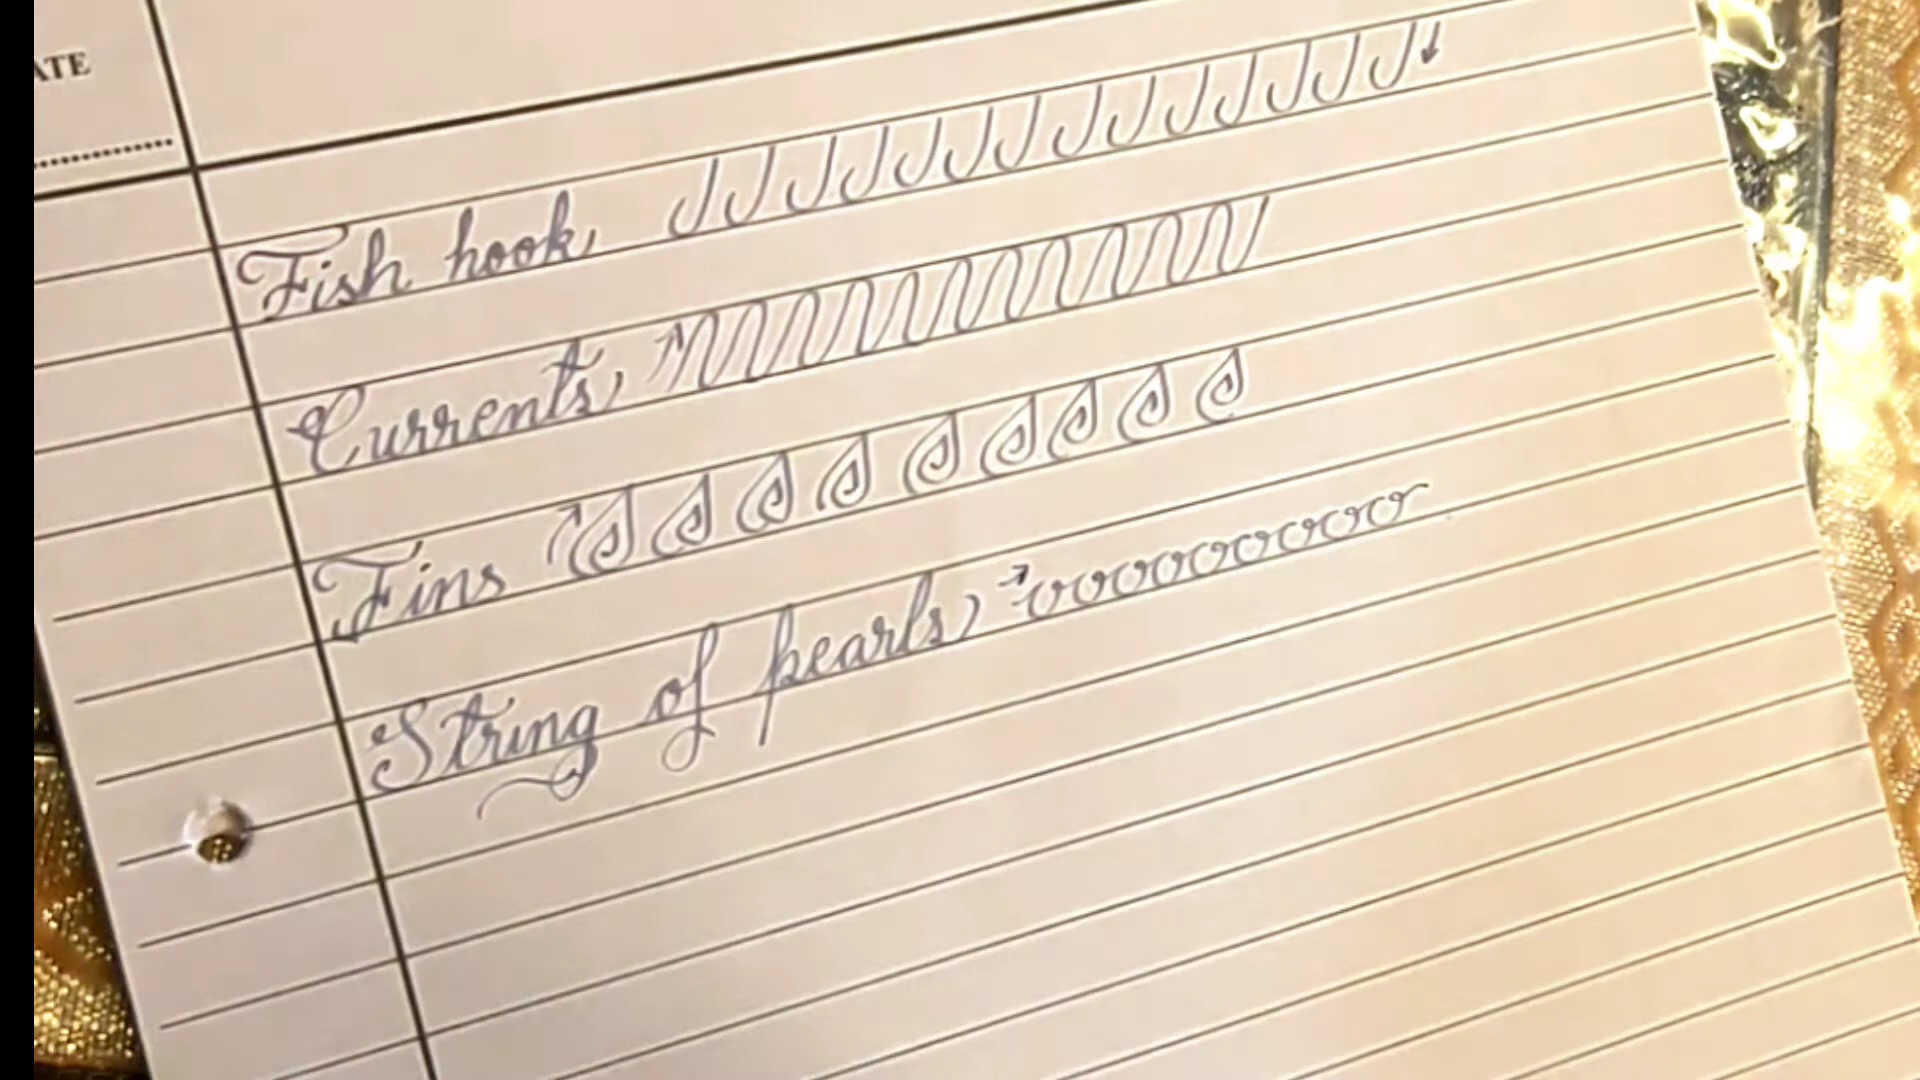 ATE
Fish hook,
Currents,
Fins
String of pearls,